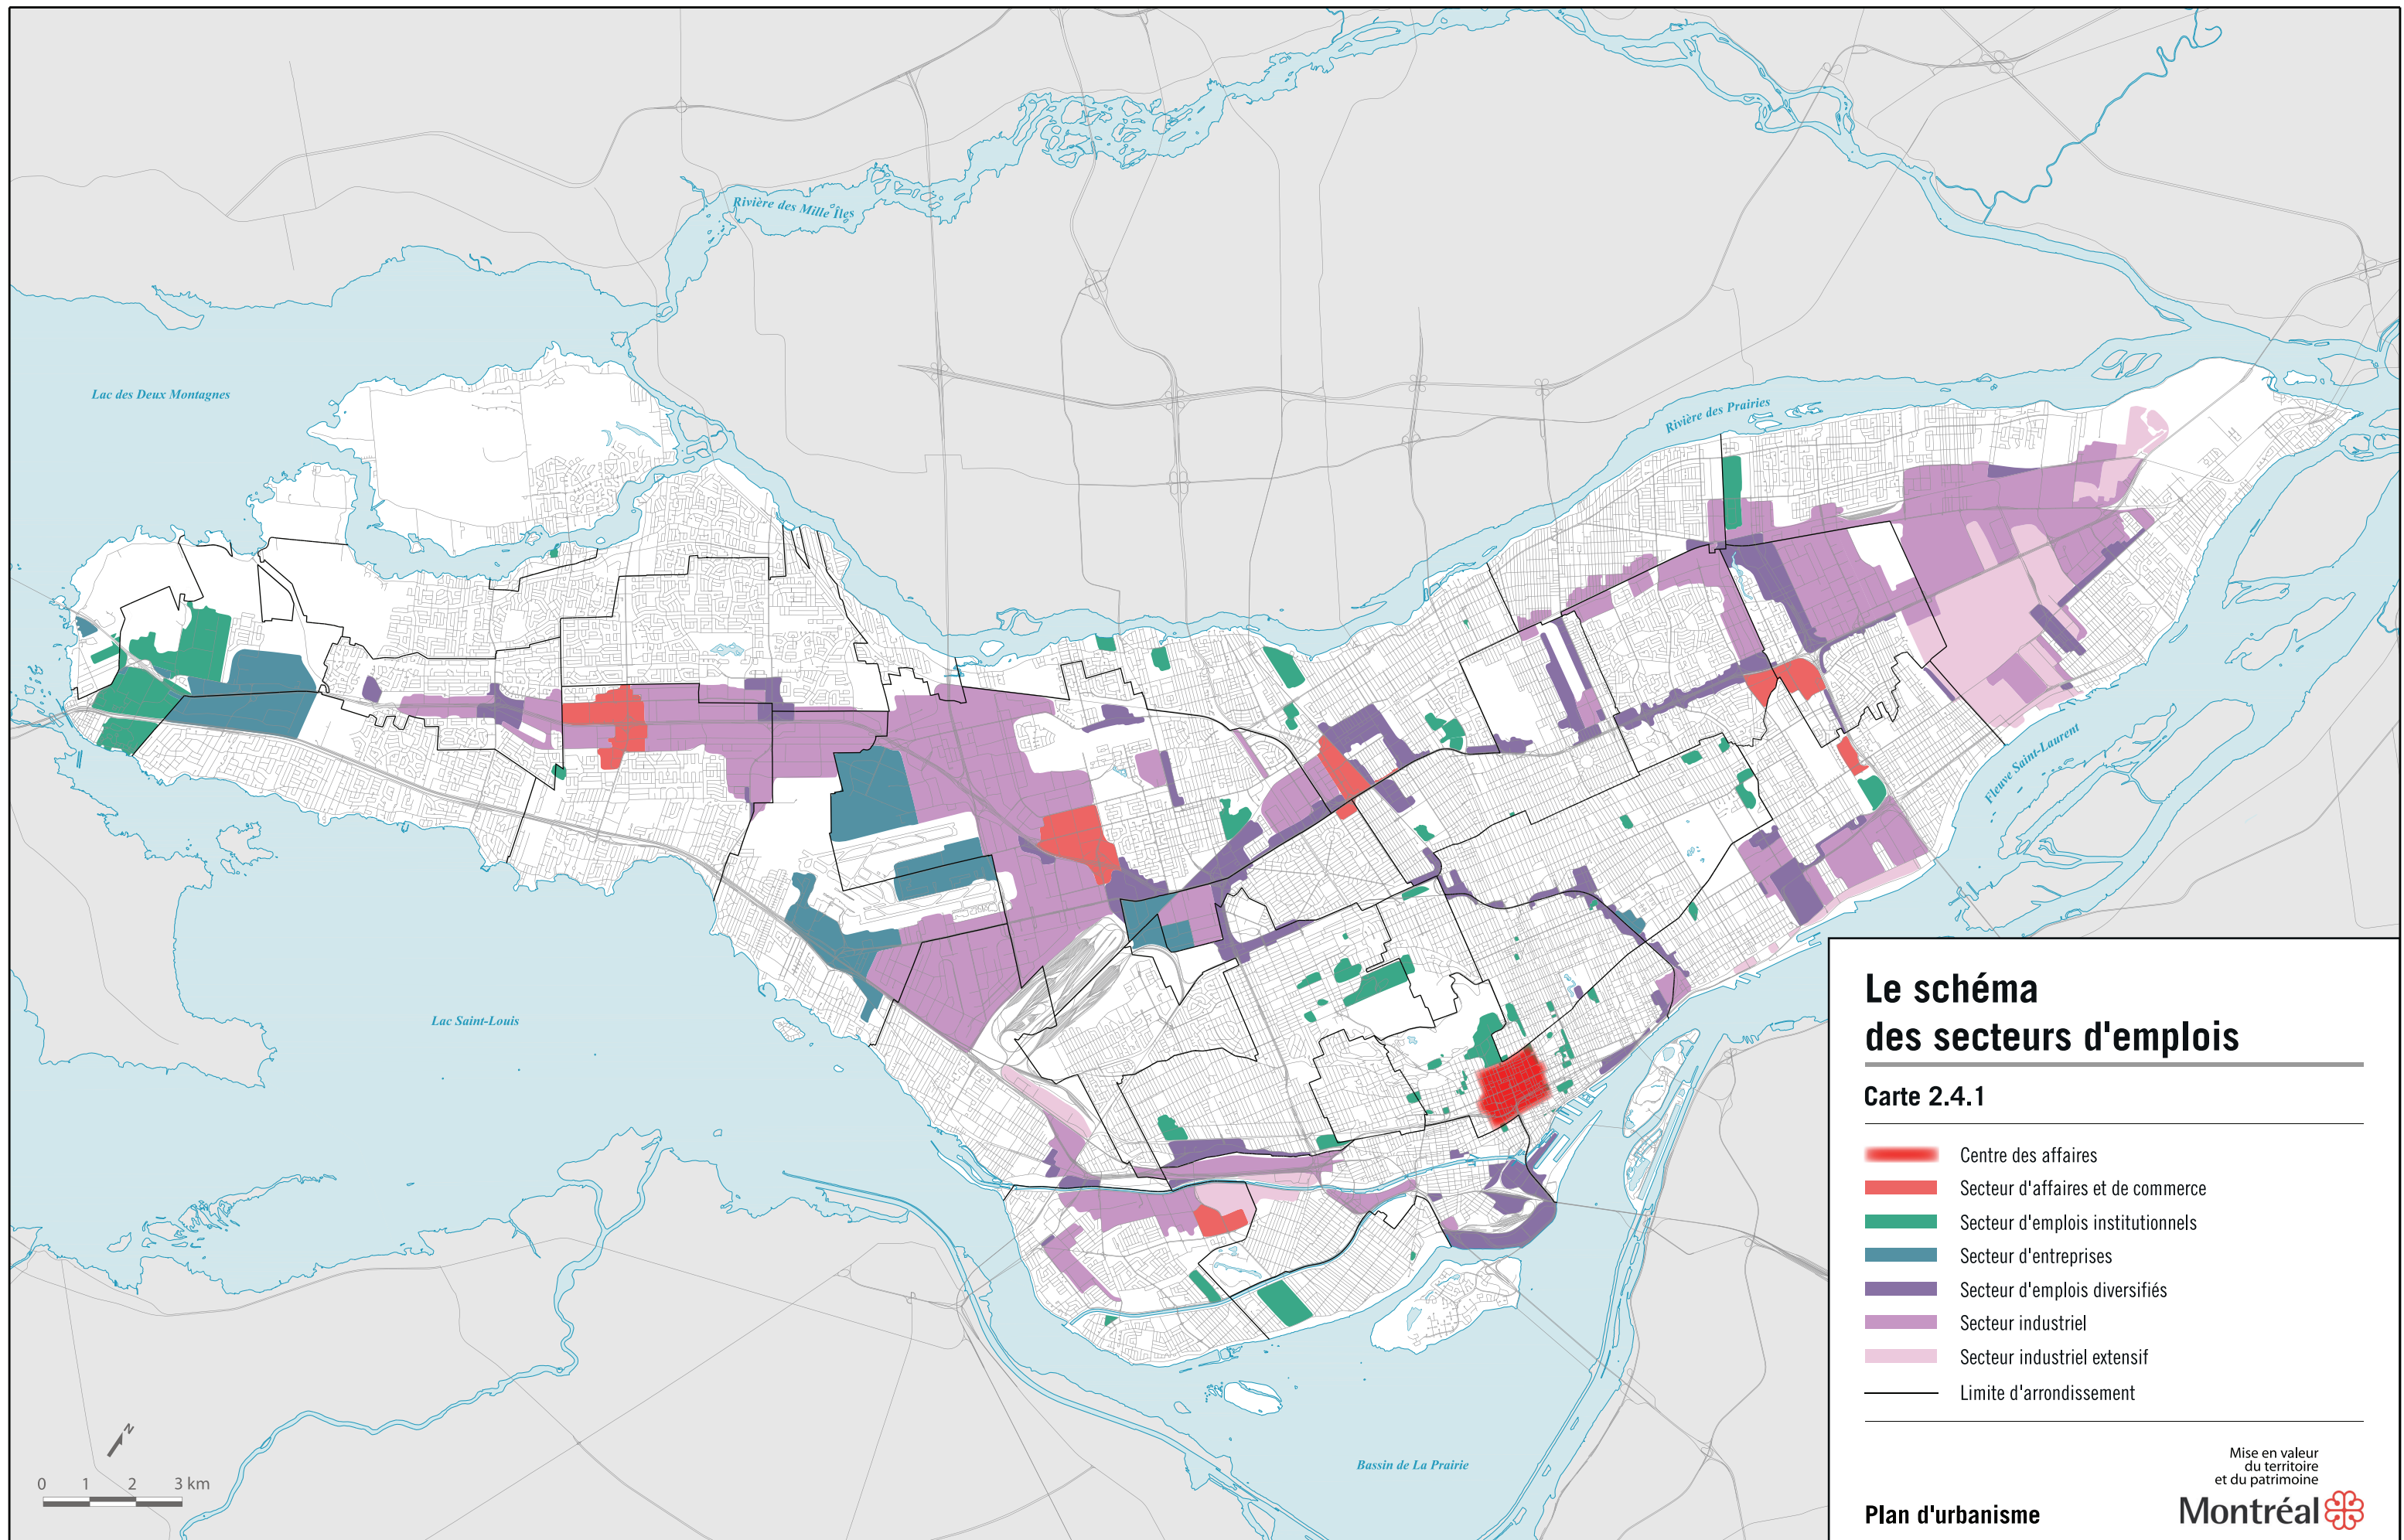 Rivière des Mille Îles
Lac des Deux Montagnes
Rivière des Prairies
Fleuve Saint-Laurent
Lac Saint-Louis
Bassin de La Prairie
N
0 1 2 3 km
Le schéma
des secteurs d'emplois
Carte 2.4.1
Centre des affaires
Secteur d'affaires et de commerce
Secteur d'emplois institutionnels
Secteur d'entreprises
Secteur d'emplois diversifiés
Secteur industriel
Secteur industriel extensif
Limite d'arrondissement
Mise en valeur
du territoire
et du patrimoine
Plan d'urbanisme
Montréal